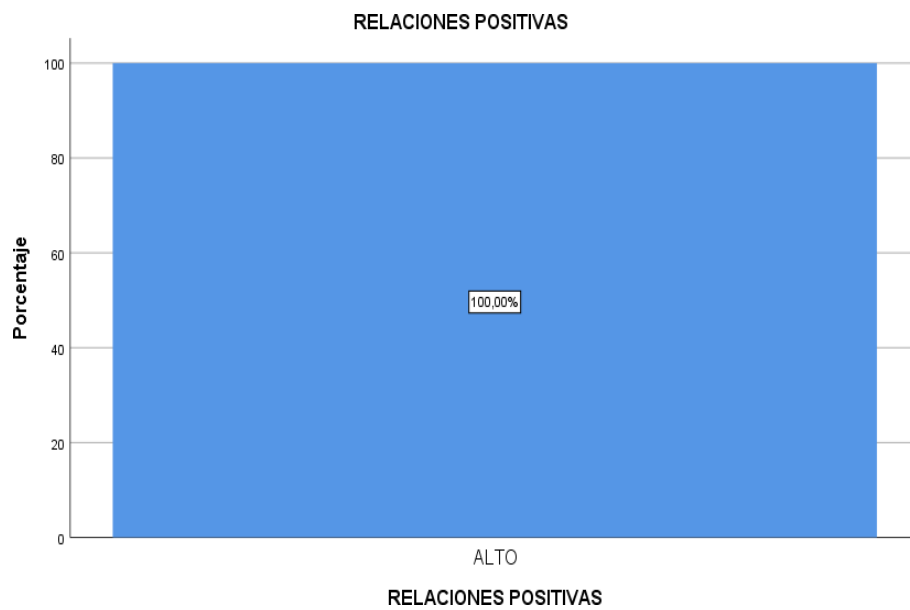 RELACIONES POSITIVAS
100
80
60
40
20
0
Porcentaje
100,00%
ALTO
RELACIONES POSITIVAS